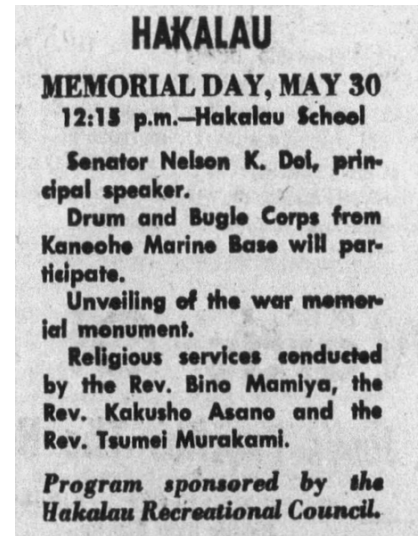 HAKALAU
MEMORIAL DAY, MAY 30
12:15 p.m.—Hakalau School
Senator Nelson K. Doi, prin-
cipal speaker.
Drum and Bugle Corps from
Kaneohe Marine Base will par-
ticipate.
Unveiling of the war memor-
ial monument.
Religious services conducted
by the Rev. Bino Mamiya, the
Rev. Kakusho Asano and the
Rev. Tsumei Murakami.
Program sponsored by the
Hakalau Recreational Council.